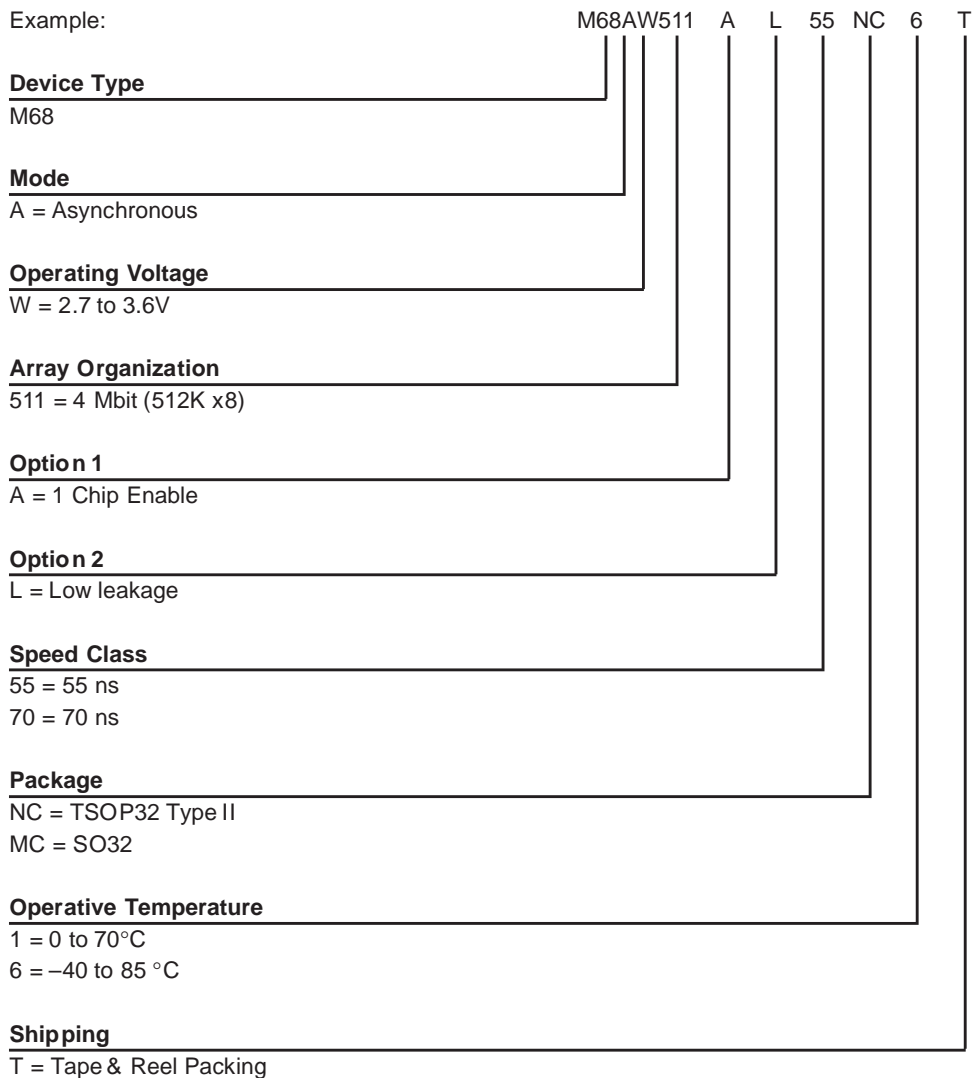 Example: M68AW511 A L 55 NC 6 T
Device Type
M68
Mode
A = Asynchronous
Operating Voltage
W = 2.7 to 3.6V
Array Organization
511 = 4 Mbit (512K x8)
Option 1
A = 1 Chip Enable
Option 2
L = Low leakage
Speed Class
55 = 55 ns
70 = 70 ns
Package
NC = TSOP32 Type II
MC = SO32
Operative Temperature
1 = 0 to 70°C
6 = –40 to 85 °C
Shipping
T = Tape & Reel Packing